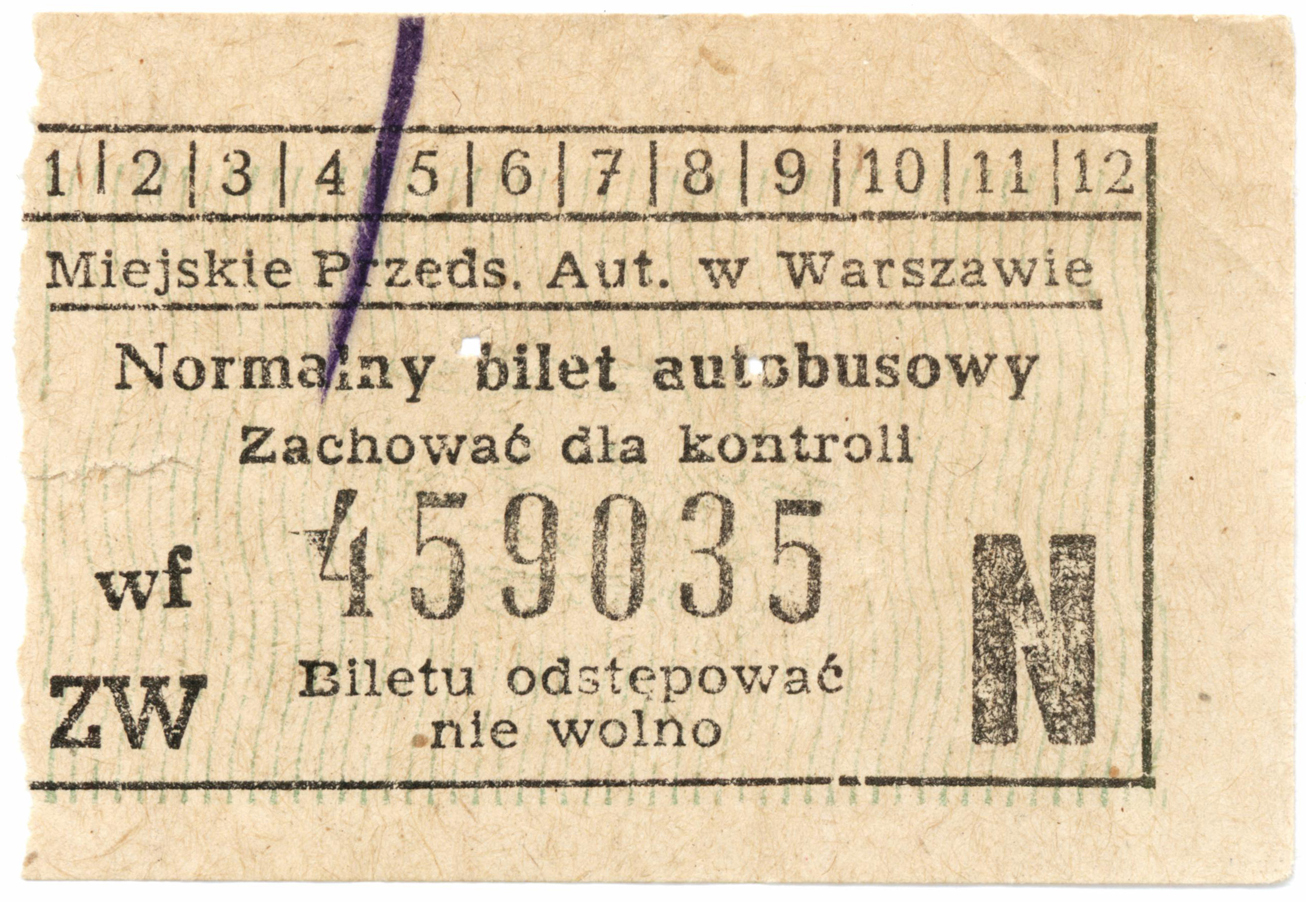 1 | 2 | 3 | 4 | 5 | 6 | 7 | 8 | 9 | 10 | 11 | 12
Miejskie Przeds. Aut. w Warszawie
Normalny bilet autobusowy
Zachować dla kontroli
459035
wf
N
ZW
Biletu odstępować
nie wolno